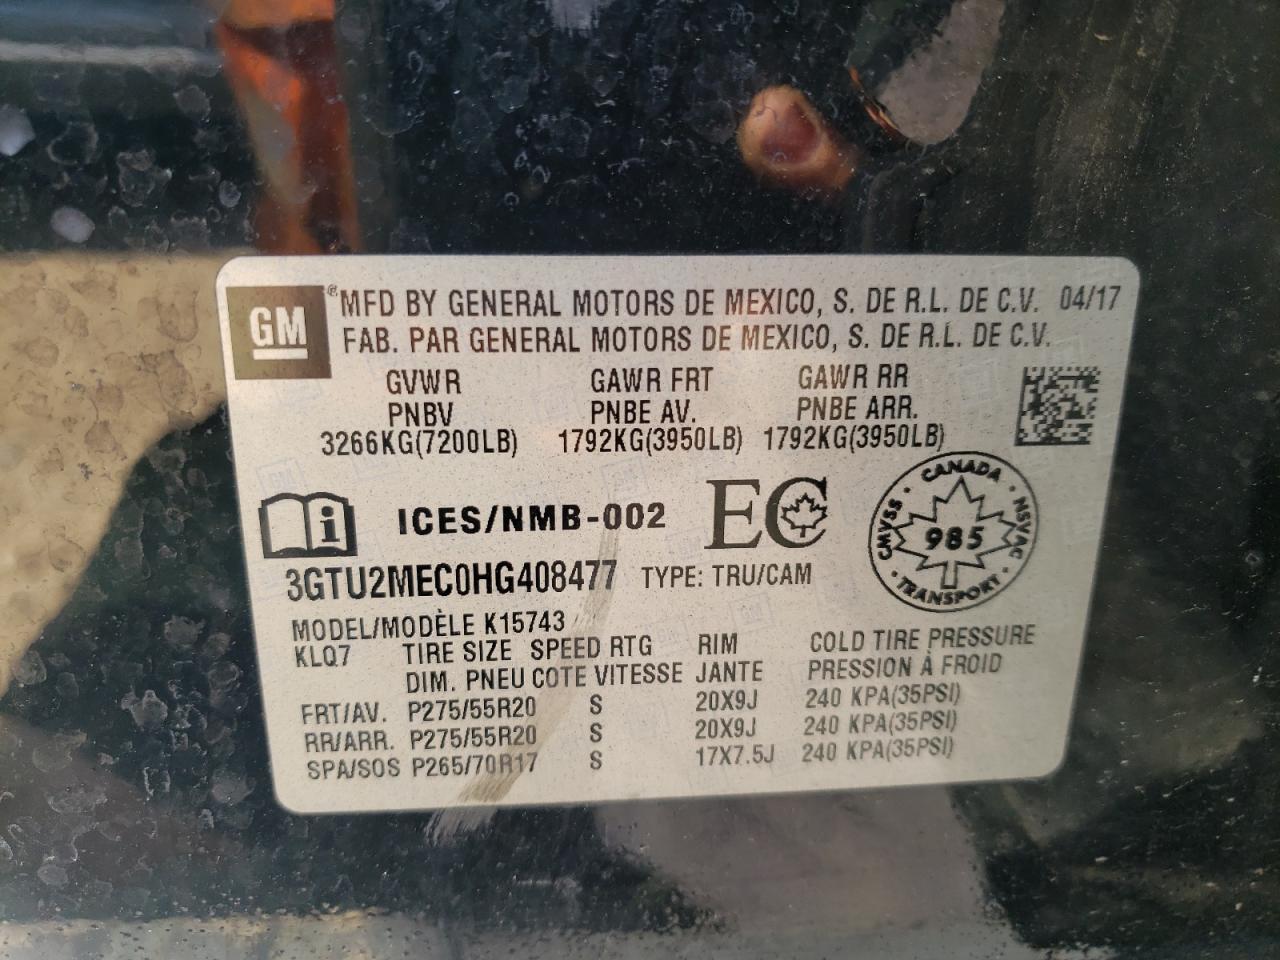 GM ® MFD BY GENERAL MOTORS DE MEXICO, S. DE R.L. DE C.V. 04/17
FAB. PAR GENERAL MOTORS DE MEXICO, S. DE R.L. DE C.V.
GVWR GAWR FRT GAWR RR
PNBV PNBE AV. PNBE ARR.
3266KG(7200LB) 1792KG(3950LB) 1792KG(3950LB)
i ICES/NMB-002 EC
CANADA
CMVSS 985 NSVAC
TRANSPORT
3GTU2MEC0HG408477 TYPE: TRU/CAM
MODEL/MODÈLE K15743
KLQ7 TIRE SIZE SPEED RTG RIM COLD TIRE PRESSURE
DIM. PNEU COTE VITESSE JANTE PRESSION À FROID
FRT/AV. P275/55R20 S 20X9J 240 KPA(35PSI)
RR/ARR. P275/55R20 S 20X9J 240 KPA(35PSI)
SPA/SOS P265/70R17 S 17X7.5J 240 KPA(35PSI)